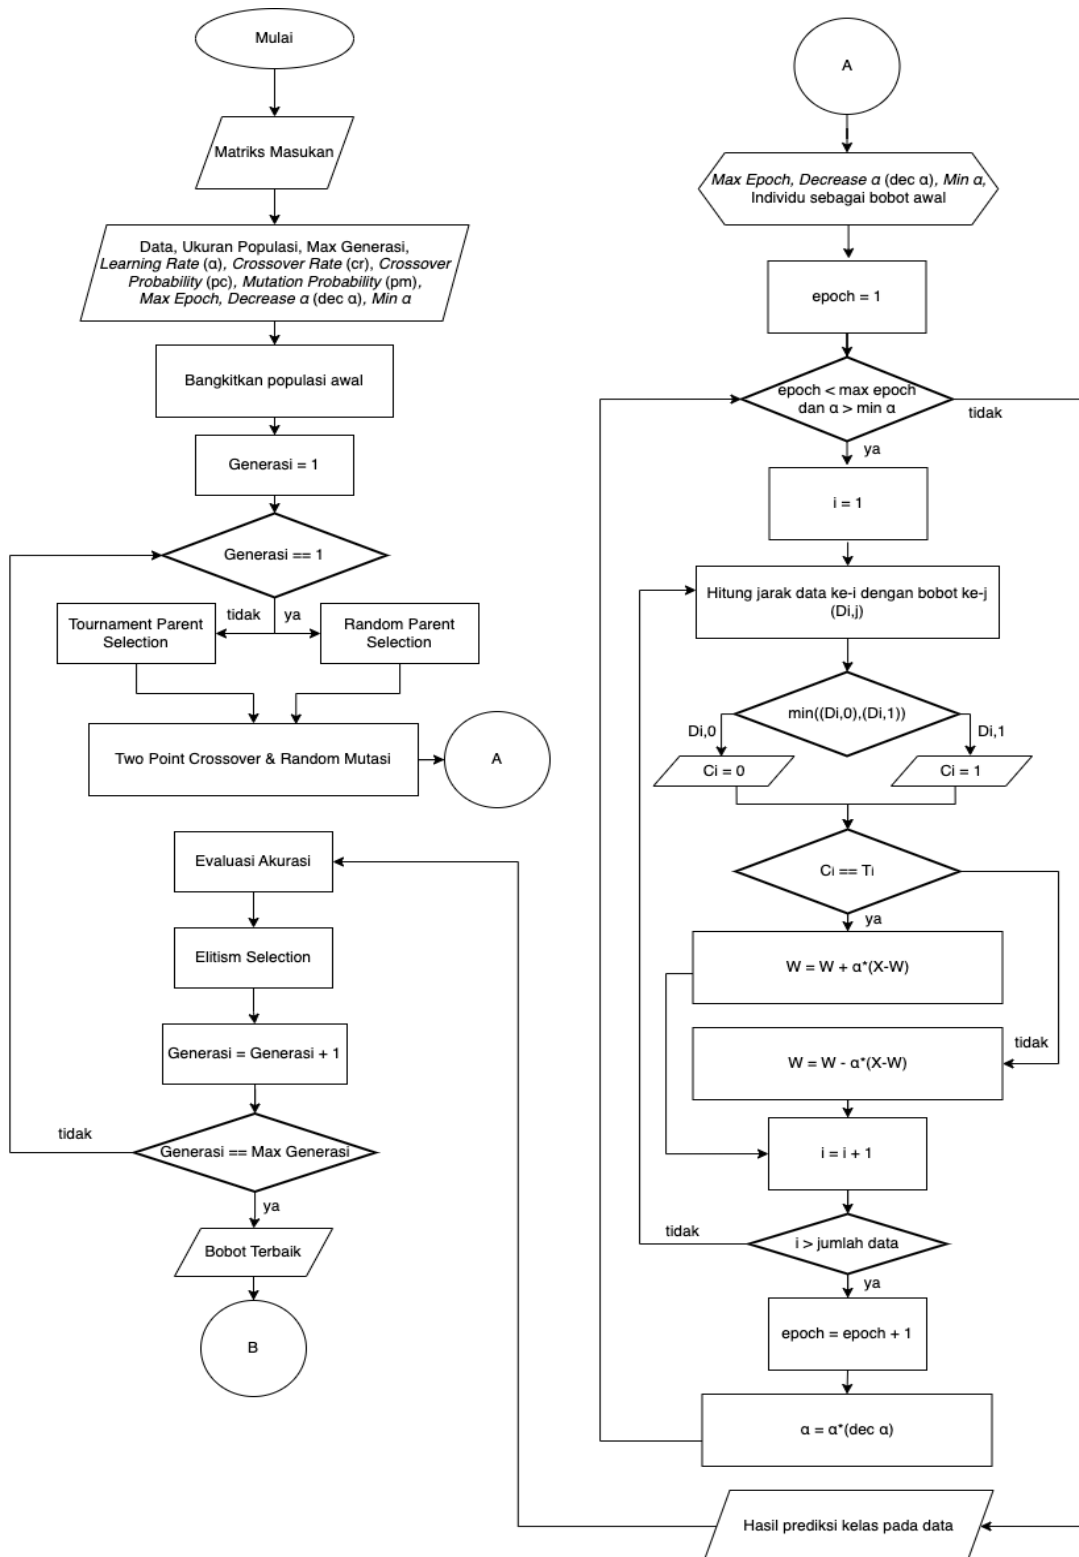 Mulai
Matriks Masukan
Data, Ukuran Populasi, Max Generasi,
Learning Rate (α), Crossover Rate (cr), Crossover
Probability (pc), Mutation Probability (pm),
Max Epoch, Decrease α (dec α), Min α
Bangkitkan populasi awal
Generasi = 1
Generasi == 1
tidak
ya
Tournament Parent
Selection
Random Parent
Selection
Two Point Crossover & Random Mutasi
A
Evaluasi Akurasi
Elitism Selection
Generasi = Generasi + 1
Generasi == Max Generasi
tidak
ya
Bobot Terbaik
B
A
Max Epoch, Decrease α (dec α), Min α,
Individu sebagai bobot awal
epoch = 1
epoch < max epoch
dan α > min α
tidak
ya
i = 1
Hitung jarak data ke-i dengan bobot ke-j
(Di,j)
min((Di,0),(Di,1))
Di,0
Di,1
Ci = 0
Ci = 1
Ci == Ti
ya
W = W + α*(X-W)
tidak
W = W - α*(X-W)
i = i + 1
i > jumlah data
tidak
ya
epoch = epoch + 1
α = α*(dec α)
Hasil prediksi kelas pada data